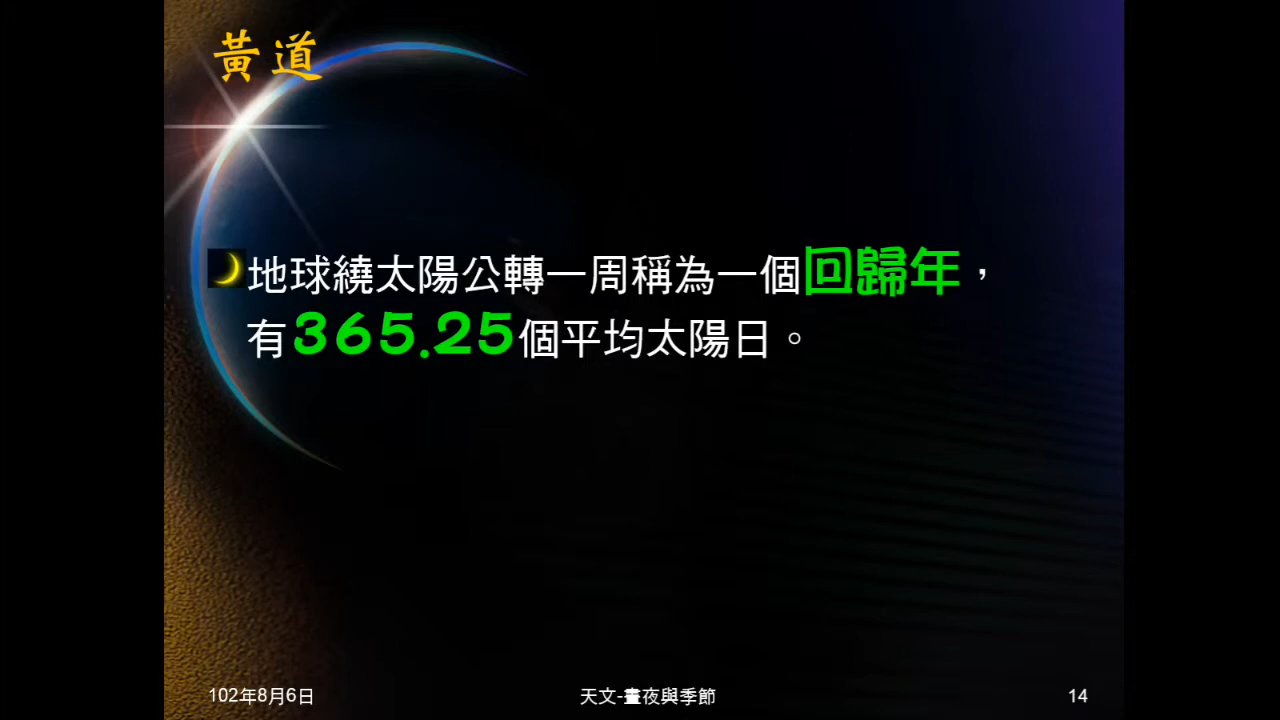 黃道
地球繞太陽公轉一周稱為一個回歸年，
有365.25個平均太陽日。
102年8月6日
天文-晝夜與季節
14